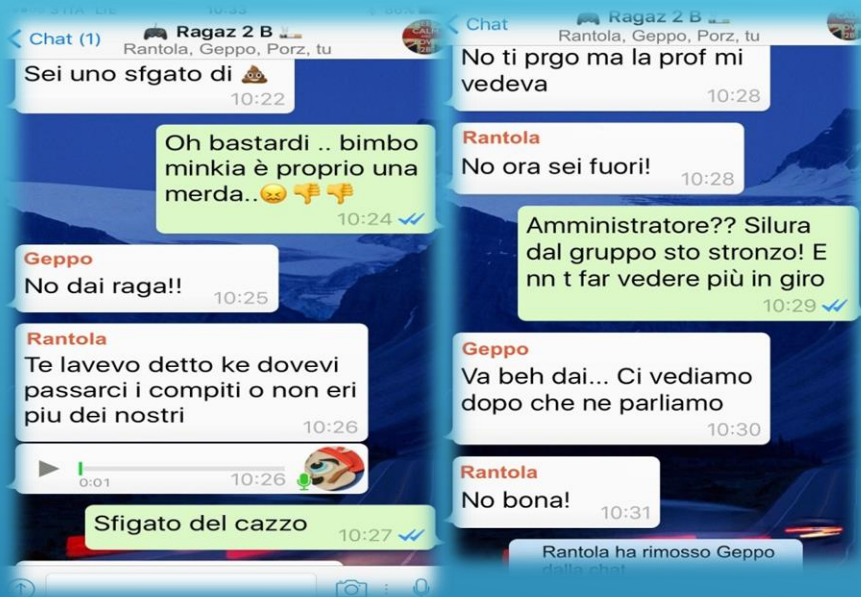 Chat (1)
Ragaz 2 B
Rantola, Geppo, Porz, tu
Sei uno sfgato di 💩
10:22
Oh bastardi .. bimbo
minkia è proprio una
merda..😖👎👎
10:24
Geppo
No dai raga!!
10:25
Rantola
Te lavevo detto ke dovevi
passarci i compiti o non eri
piu dei nostri
10:26
0:01
10:26
Sfigato del cazzo
10:27
Chat
Ragaz 2 B
Rantola, Geppo, Porz, tu
No ti prgo ma la prof mi
vedeva
10:28
Rantola
No ora sei fuori!
10:28
Amministratore?? Silura
dal gruppo sto stronzo! E
nn t far vedere più in giro
10:29
Geppo
Va beh dai... Ci vediamo
dopo che ne parliamo
10:30
Rantola
No bona!
10:31
Rantola ha rimosso Geppo
dalla chat